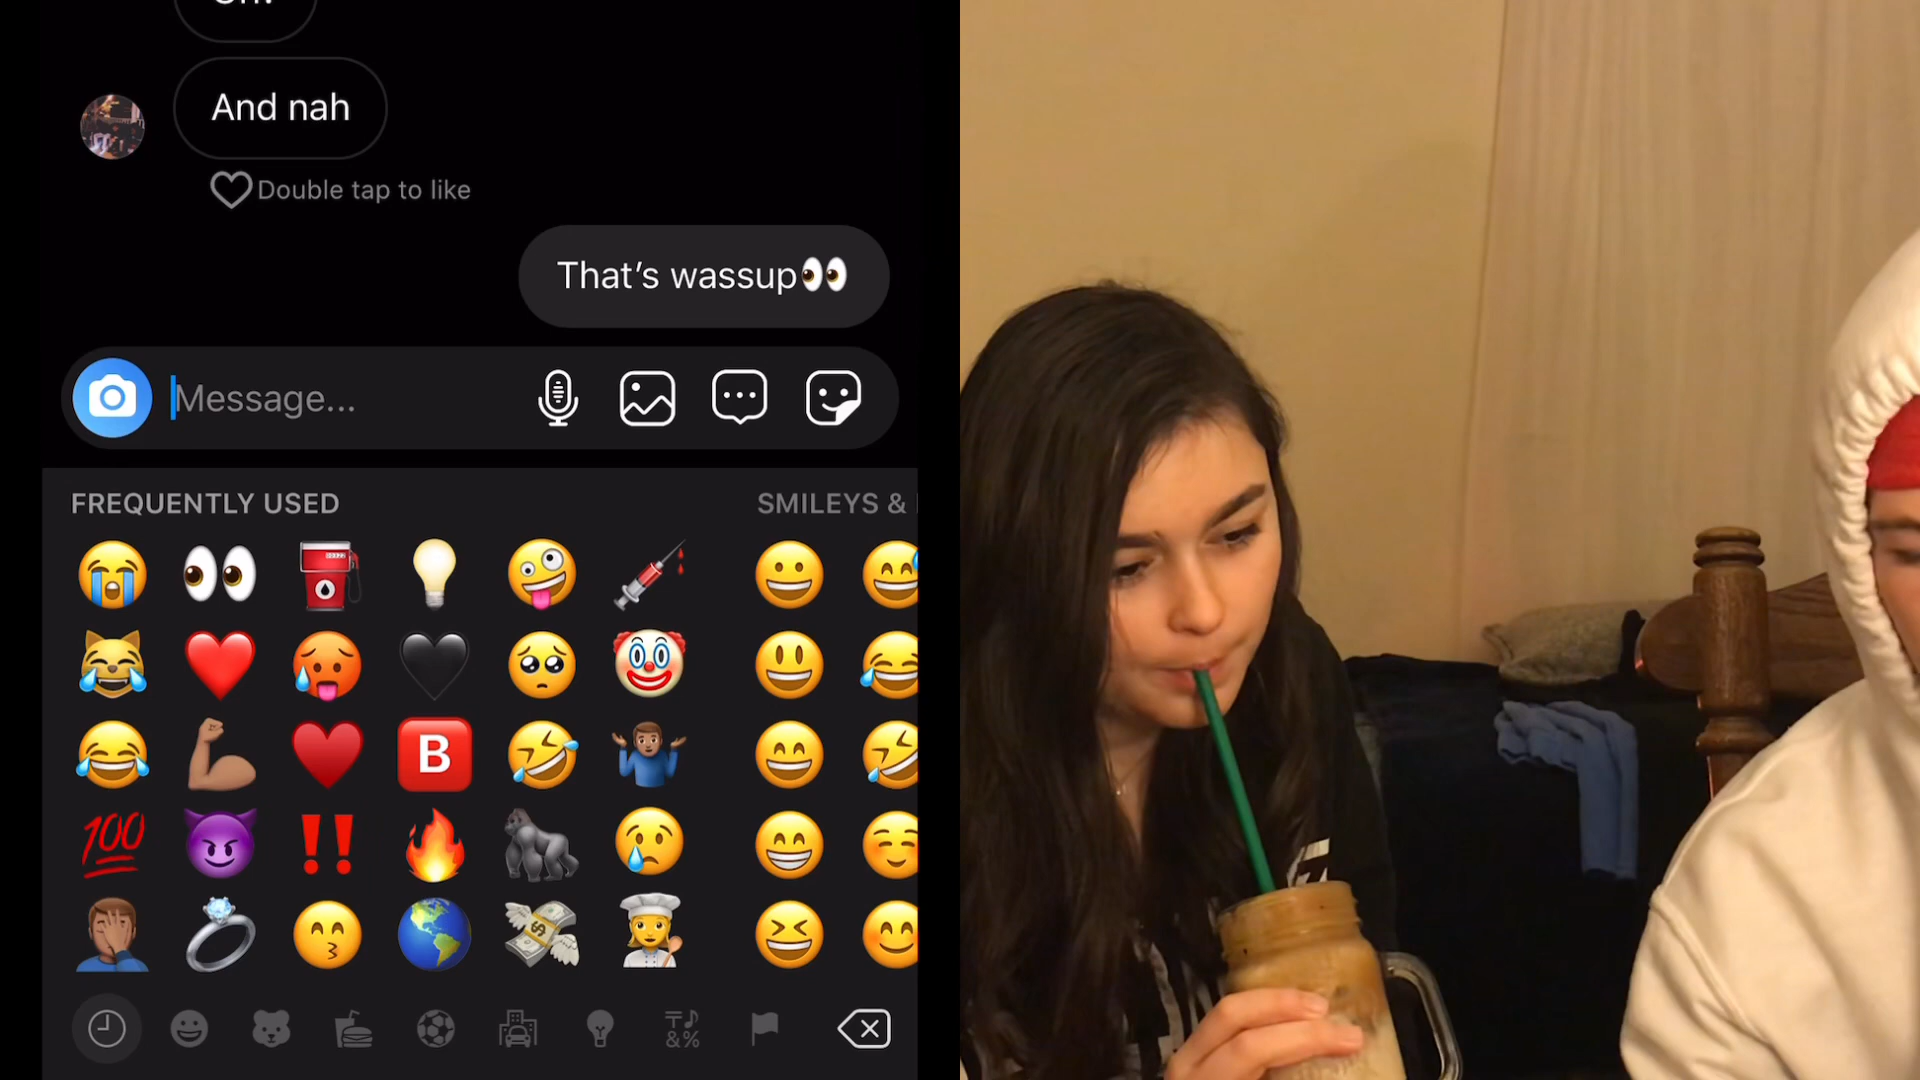 And nah
Double tap to like
That's wassup👀
Message...
FREQUENTLY USED
SMILEYS &